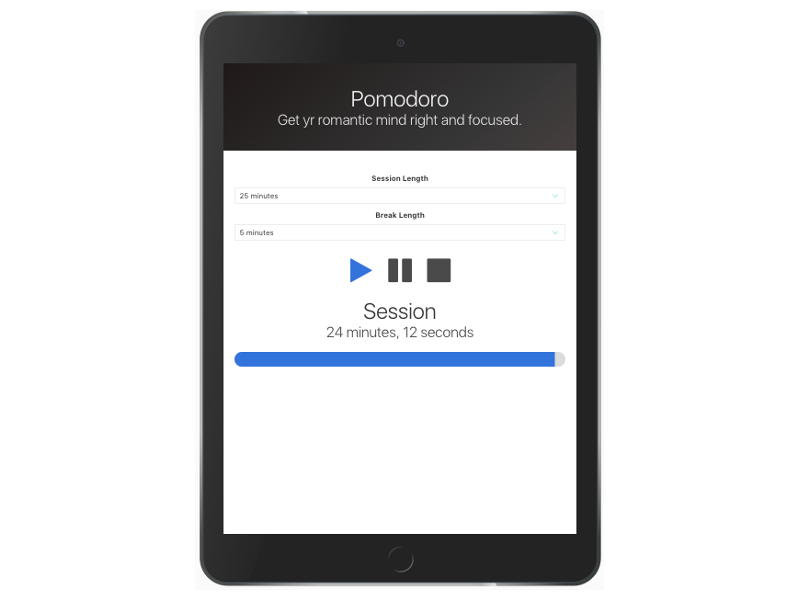 Pomodoro
Get yr romantic mind right and focused.
Session Length
25 minutes
Break Length
5 minutes
Session
24 minutes, 12 seconds